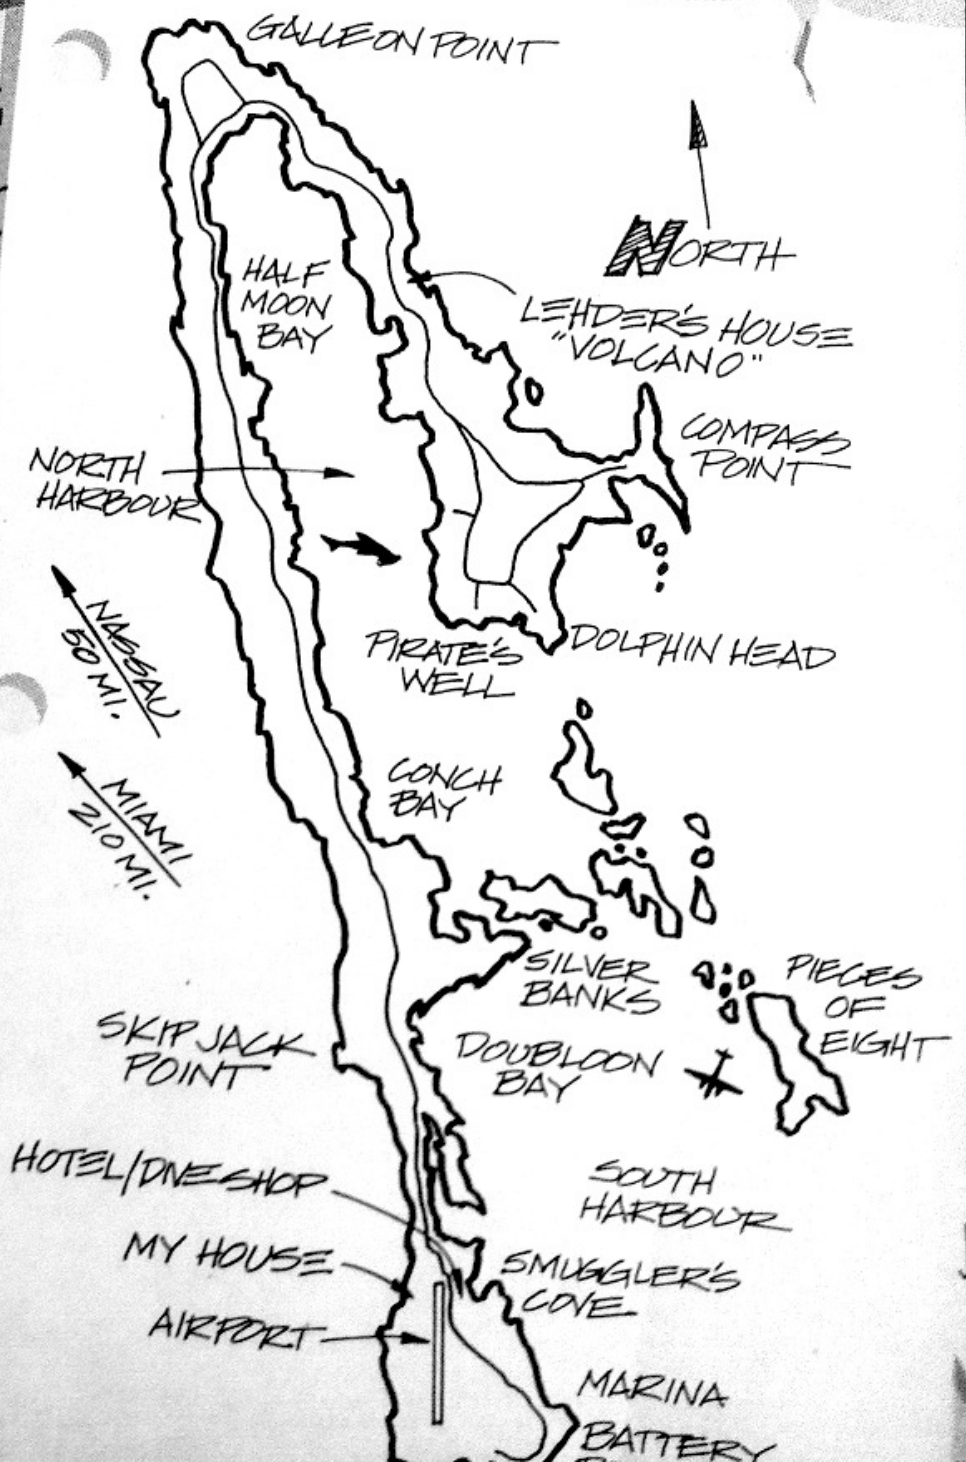 GALLEON POINT
NORTH
LEHDER'S HOUSE
"VOLCANO"
HALF
MOON
BAY
COMPASS
POINT
NORTH
HARBOUR
NASSAU
50 MI.
PIRATE'S
WELL
DOLPHIN HEAD
MIAMI
210 MI.
CONCH
BAY
SILVER
BANKS
PIECES
OF
EIGHT
SKIP JACK
POINT
DOUBLOON
BAY
HOTEL/DIVE SHOP
SOUTH
HARBOUR
MY HOUSE
SMUGGLER'S
COVE
AIRPORT
MARINA
BATTERY